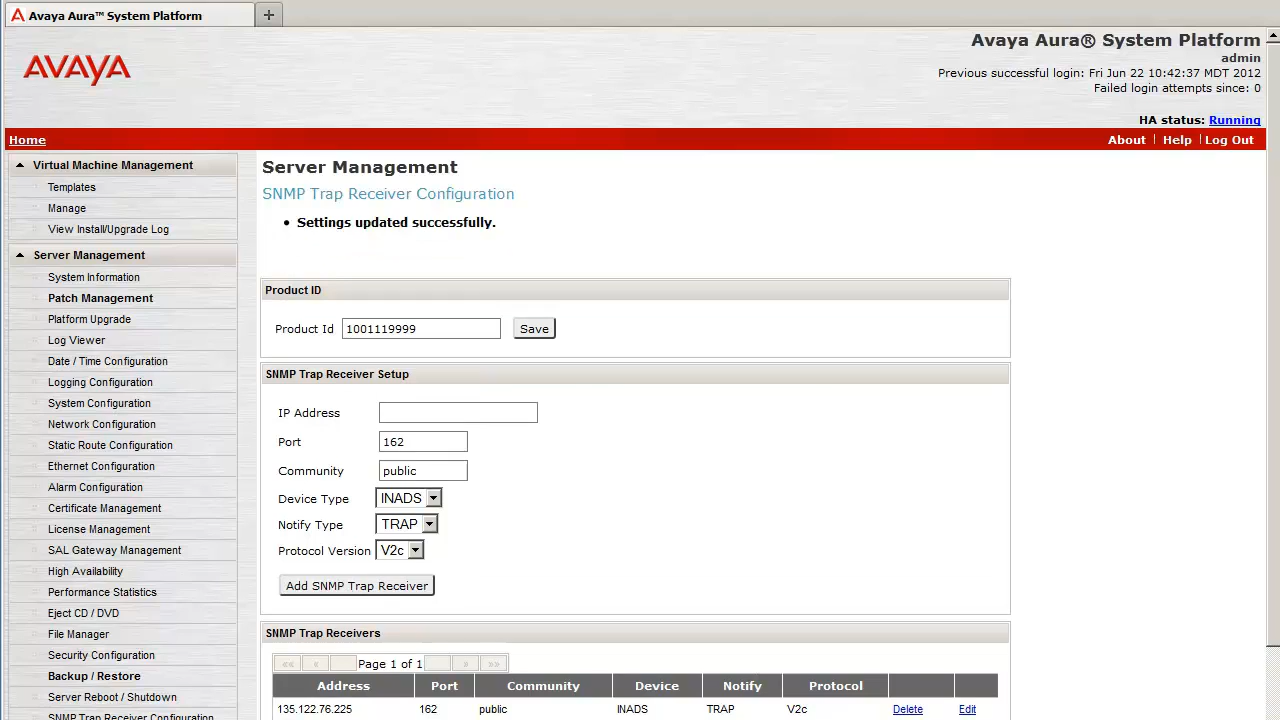 Avaya Aura™ System Platform
+
AVAYA
Avaya Aura® System Platform
admin
Previous successful login: Fri Jun 22 10:42:37 MDT 2012
Failed login attempts since: 0
HA status: Running
Home
About | Help | Log Out
Virtual Machine Management
Templates
Manage
View Install/Upgrade Log
Server Management
System Information
Patch Management
Platform Upgrade
Log Viewer
Date / Time Configuration
Logging Configuration
System Configuration
Network Configuration
Static Route Configuration
Ethernet Configuration
Alarm Configuration
Certificate Management
License Management
SAL Gateway Management
High Availability
Performance Statistics
Eject CD / DVD
File Manager
Security Configuration
Backup / Restore
Server Reboot / Shutdown
SNMP Trap Receiver Configuration
Server Management
SNMP Trap Receiver Configuration
• Settings updated successfully.
Product ID
Product Id 1001119999 Save
SNMP Trap Receiver Setup
IP Address
Port 162
Community public
Device Type INADS
Notify Type TRAP
Protocol Version V2c
Add SNMP Trap Receiver
SNMP Trap Receivers
«« « Page 1 of 1 » »»
Address Port Community Device Notify Protocol
135.122.76.225 162 public INADS TRAP V2c Delete Edit